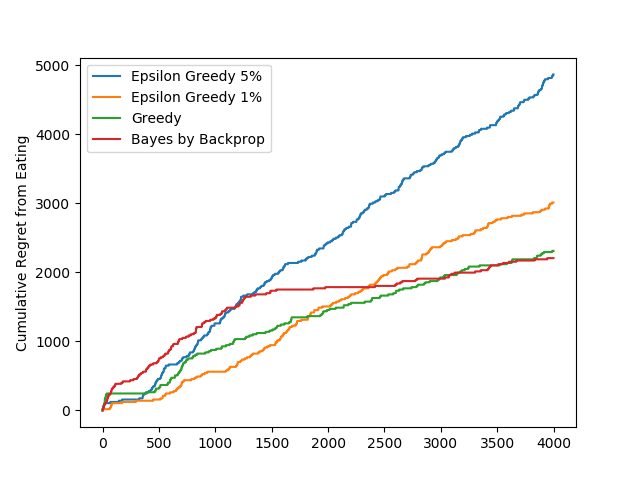 Epsilon Greedy 5%
Epsilon Greedy 1%
Greedy
Bayes by Backprop
Cumulative Regret from Eating
5000
4000
3000
2000
1000
0
0 500 1000 1500 2000 2500 3000 3500 4000